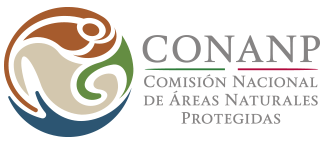 CONANP
COMISIÓN NACIONAL
DE ÁREAS NATURALES
PROTEGIDAS